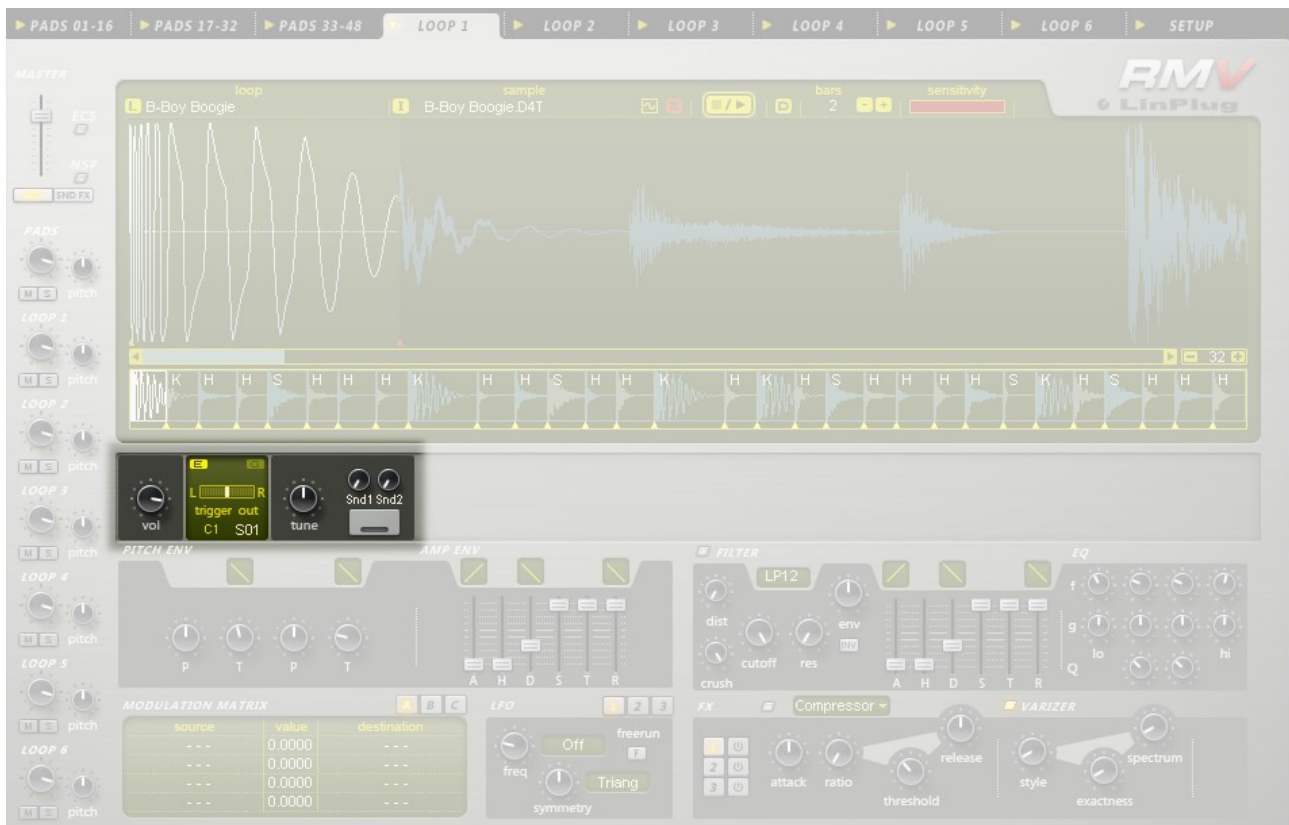 PADS 01-16 PADS 17-32 PADS 33-48 LOOP 1 LOOP 2 LOOP 3 LOOP 4 LOOP 5 LOOP 6 SETUP
MASTER
ECS
NSP
SND FX
RMV
LinPlug
loop sample bars sensitivity
L B-Boy Boogie I B-Boy Boogie.D4T D 2 - +
- 32 +
K H H S H H H K H H S H H K H K H S H H H H S K H S H H H
PADS
M S pitch
LOOP 1
M S pitch
LOOP 2
M S pitch
LOOP 3
M S pitch
LOOP 4
M S pitch
LOOP 5
M S pitch
LOOP 6
M S pitch
vol
E G
L R
trigger out
C1 S01
tune
Snd1 Snd2
PITCH ENV
P T P T
AMP ENV
A H D S T R
FILTER
LP12
dist
crush
cutoff res
env
INV
A H D S T R
EQ
f
g
Q
lo hi
MODULATION MATRIX A B C
source value destination
- - - 0.0000 - - -
- - - 0.0000 - - -
- - - 0.0000 - - -
- - - 0.0000 - - -
LFO 1 2 3
freq
Off
freerun
F
symmetry
Triang
FX
Compressor
1
2
3
attack ratio
threshold
release
VARIZER
style
exactness
spectrum